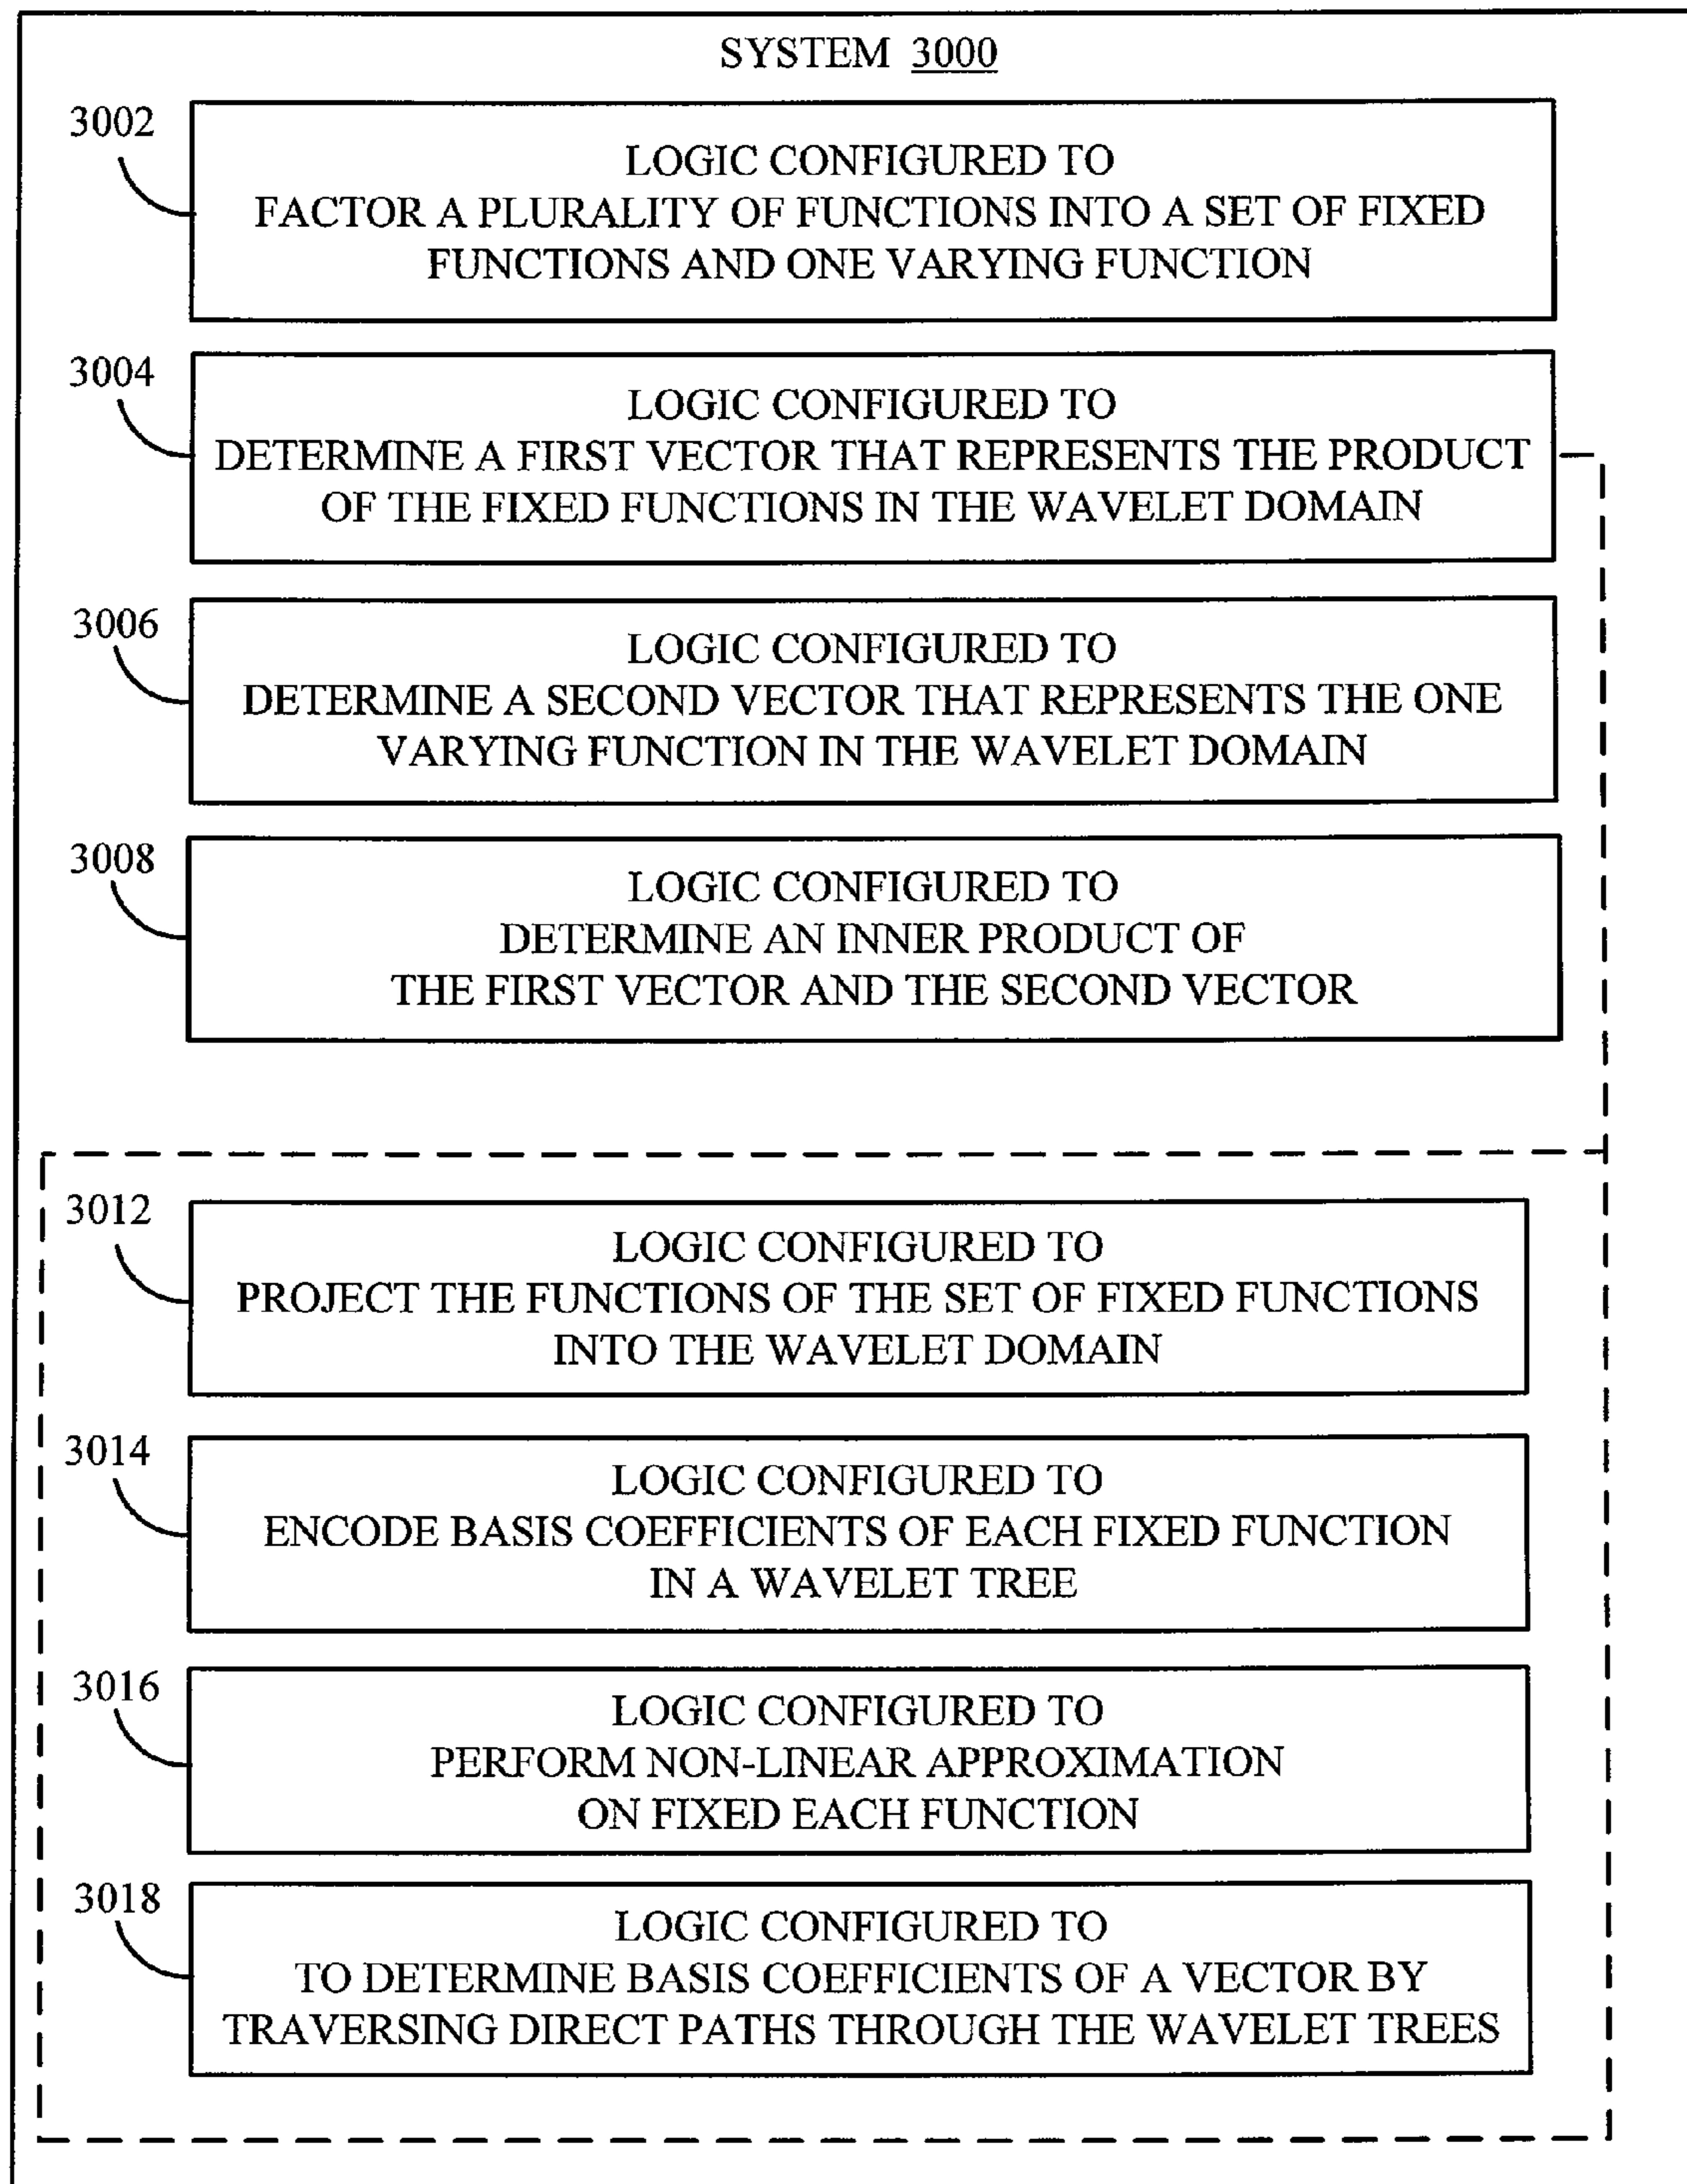 SYSTEM 3000
3002
LOGIC CONFIGURED TO
FACTOR A PLURALITY OF FUNCTIONS INTO A SET OF FIXED
FUNCTIONS AND ONE VARYING FUNCTION
3004
LOGIC CONFIGURED TO
DETERMINE A FIRST VECTOR THAT REPRESENTS THE PRODUCT
OF THE FIXED FUNCTIONS IN THE WAVELET DOMAIN
3006
LOGIC CONFIGURED TO
DETERMINE A SECOND VECTOR THAT REPRESENTS THE ONE
VARYING FUNCTION IN THE WAVELET DOMAIN
3008
LOGIC CONFIGURED TO
DETERMINE AN INNER PRODUCT OF
THE FIRST VECTOR AND THE SECOND VECTOR
3012
LOGIC CONFIGURED TO
PROJECT THE FUNCTIONS OF THE SET OF FIXED FUNCTIONS
INTO THE WAVELET DOMAIN
3014
LOGIC CONFIGURED TO
ENCODE BASIS COEFFICIENTS OF EACH FIXED FUNCTION
IN A WAVELET TREE
3016
LOGIC CONFIGURED TO
PERFORM NON-LINEAR APPROXIMATION
ON FIXED EACH FUNCTION
3018
LOGIC CONFIGURED TO
TO DETERMINE BASIS COEFFICIENTS OF A VECTOR BY
TRAVERSING DIRECT PATHS THROUGH THE WAVELET TREES